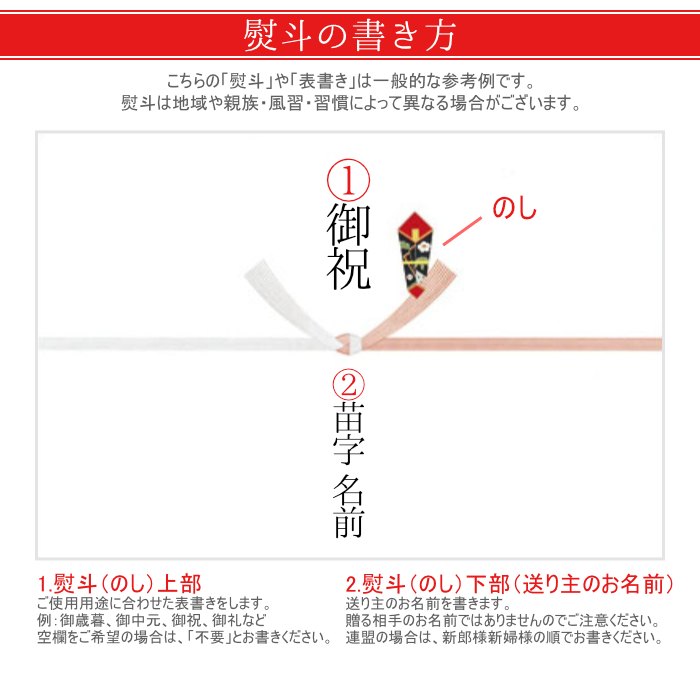 熨斗の書き方
こちらの「熨斗」や「表書き」は一般的な参考例です。
熨斗は地域や親族・風習・習慣によって異なる場合がございます。
①
御祝
のし
②
苗字 名前
1.熨斗（のし）上部
ご使用用途に合わせた表書きをします。
例：御歳暮、御中元、御祝、御礼など
空欄をご希望の場合は、「不要」とお書きください。
2.熨斗（のし）下部（送り主のお名前）
送り主のお名前を書きます。
贈る相手のお名前ではありませんのでご注意ください。
連盟の場合は、新郎様新婦様の順でお書きください。